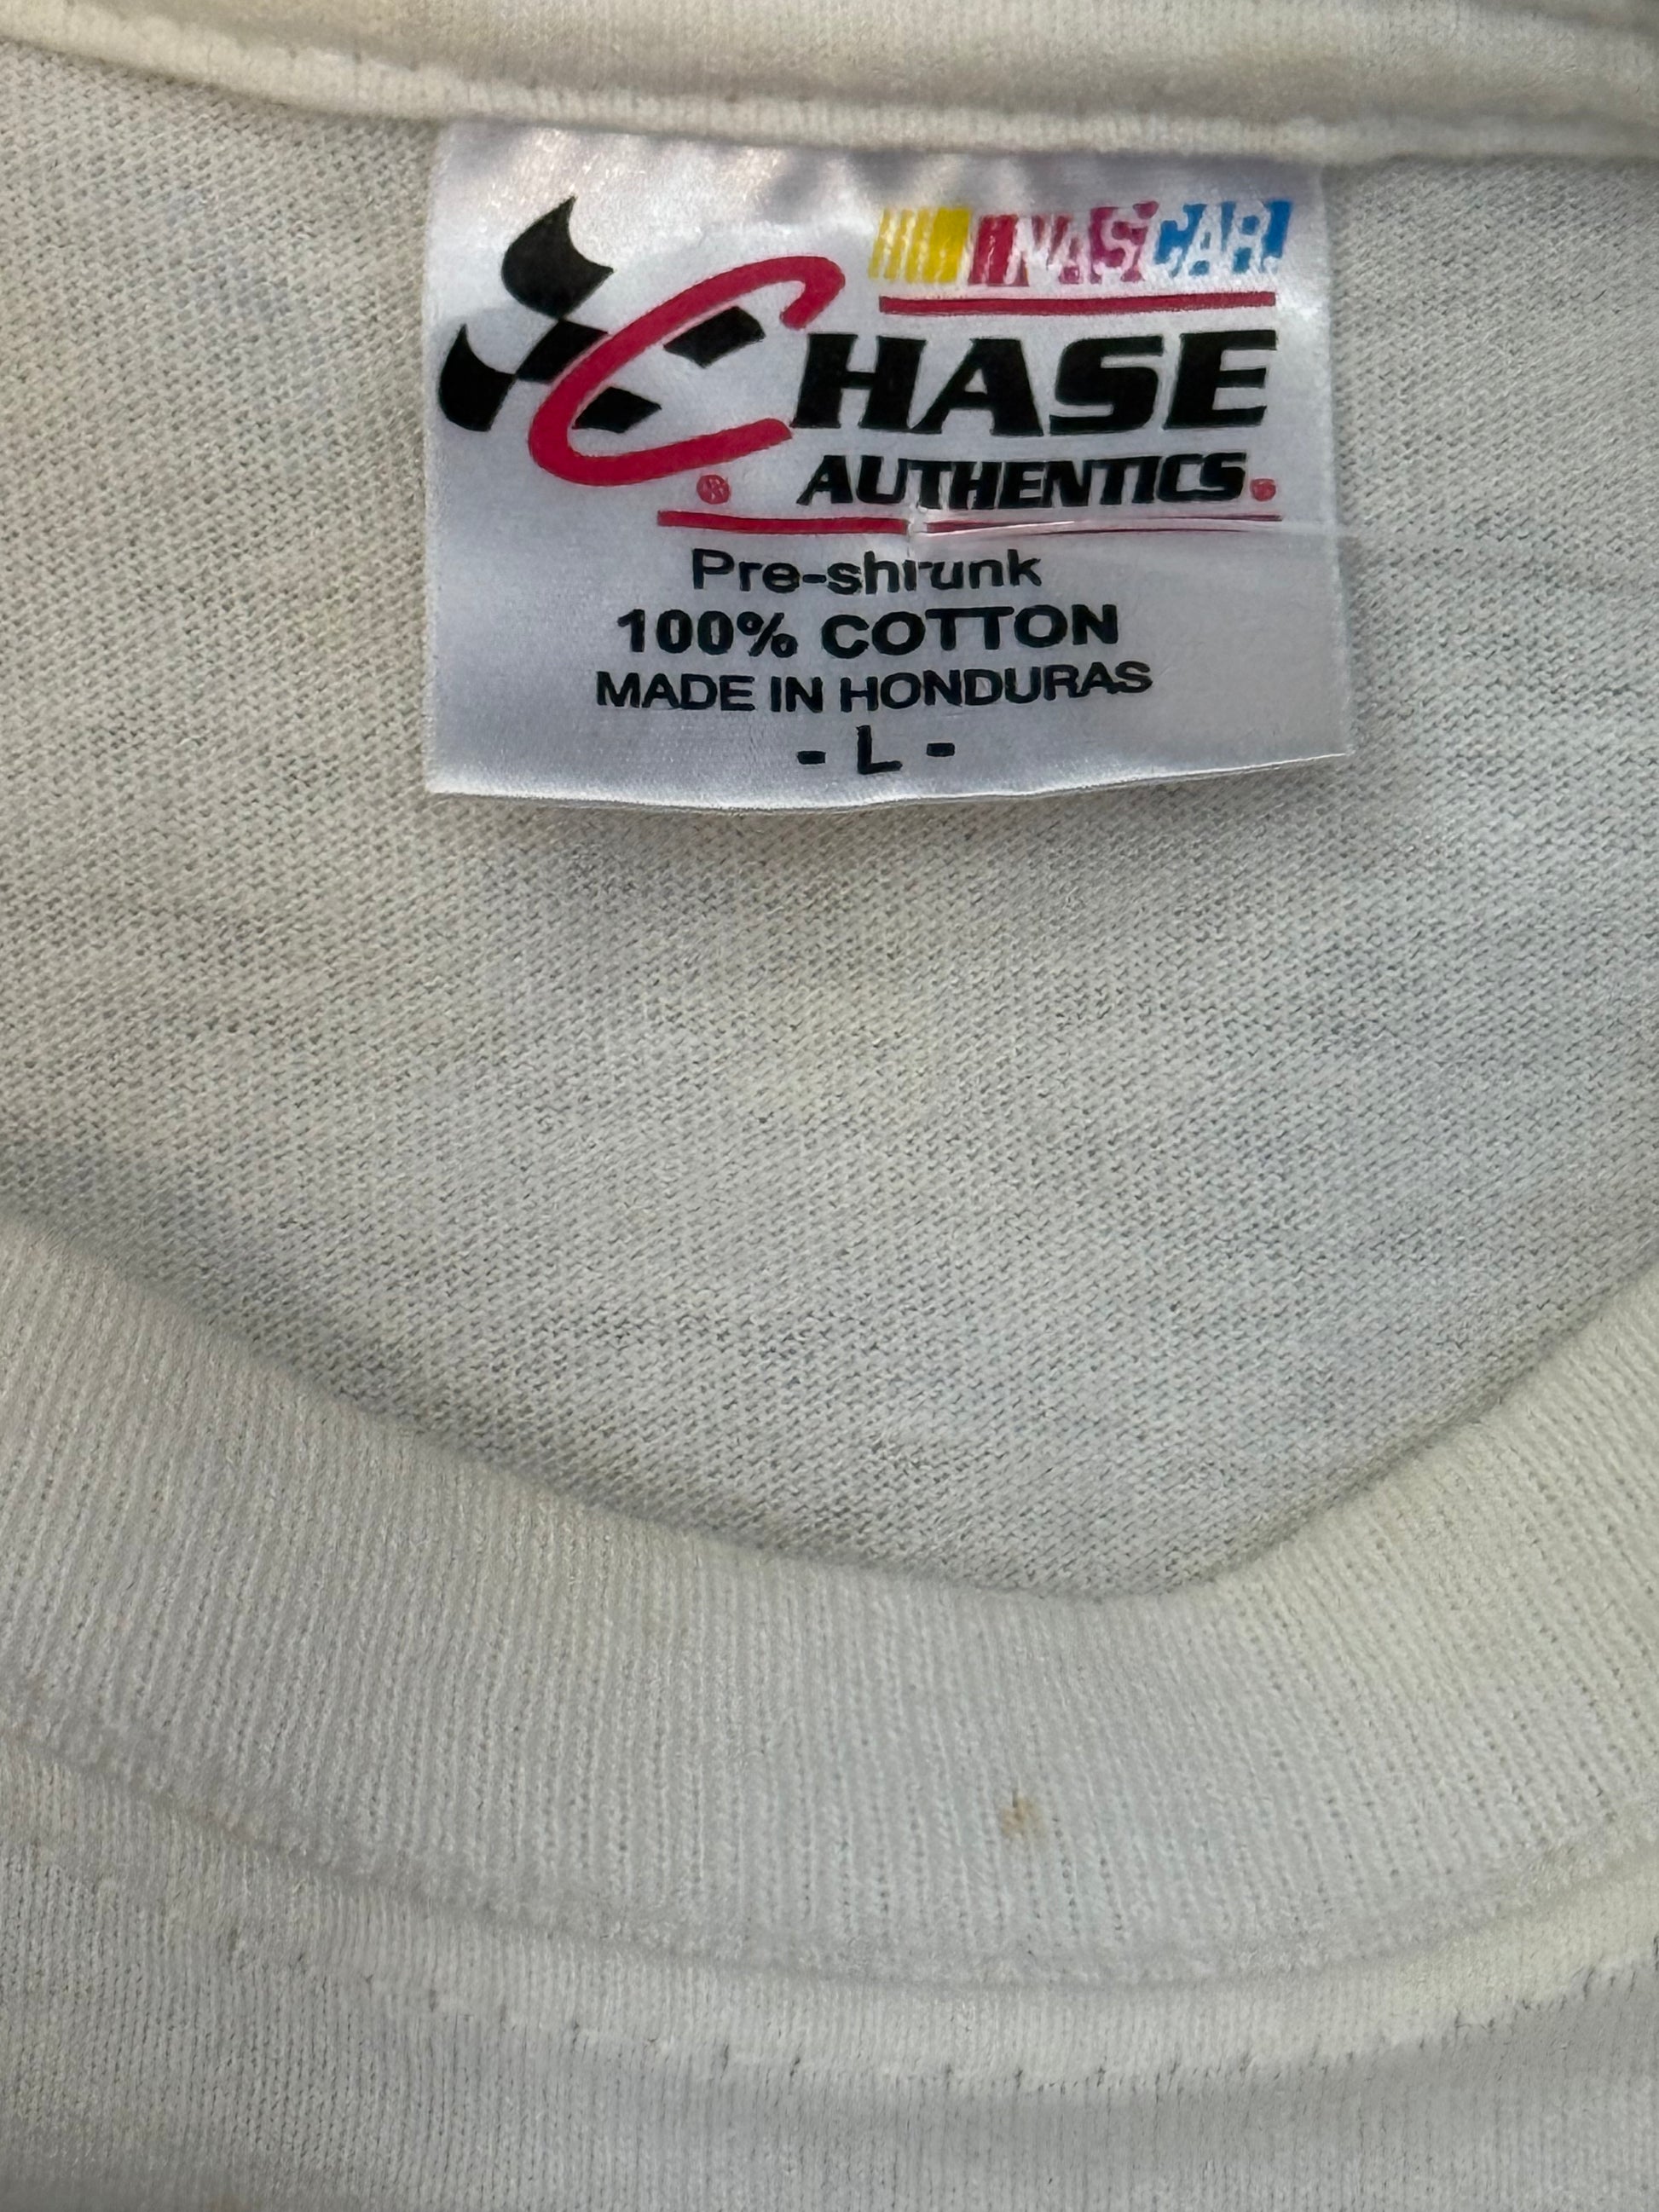 NASCAR.
CHASE
AUTHENTICS.
Pre-shrunk
100% COTTON
MADE IN HONDURAS
- L -